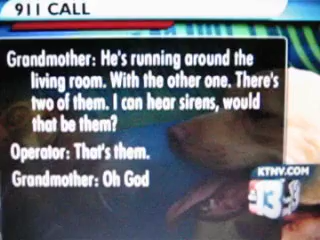 911 CALL
Grandmother: He's running around the
living room. With the other one. There's
two of them. I can hear sirens, would
that be them?
Operator: That's them.
Grandmother: Oh God
KTNV.COM
13